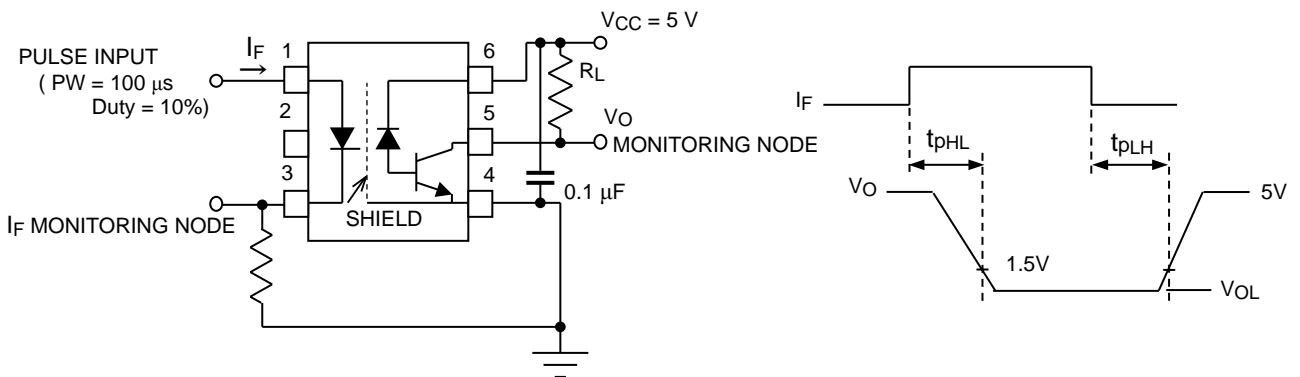 PULSE INPUT
( PW = 100 μs
Duty = 10%)
IF
1
2
3
IF MONITORING NODE
SHIELD
6
5
4
VCC = 5 V
RL
VO
MONITORING NODE
0.1 μF
IF
tpHL
tpLH
VO
5V
1.5V
VOL